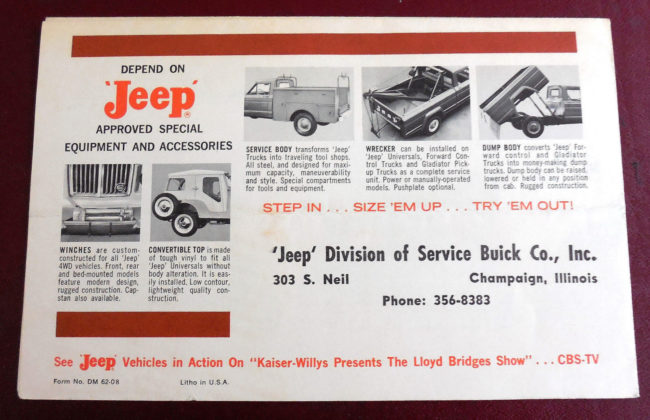 DEPEND ON
'Jeep'
APPROVED SPECIAL
EQUIPMENT AND ACCESSORIES
SERVICE BODY transforms 'Jeep'
Trucks into traveling tool shops.
All steel, and designed for maxi-
mum capacity, maneuverability
and style. Special compartments
for tools and equipment.
WRECKER can be installed on
'Jeep' Universals, Forward Con-
trol Trucks and Gladiator Pick-
up Trucks as a complete service
unit. Power or manually-operated
models. Pushplate optional.
DUMP BODY converts 'Jeep' For-
ward control and Gladiator
Trucks into money-making dump
trucks. Dump body can be raised,
lowered or held in any position
from cab. Rugged construction.
WINCHES are custom-
constructed for all 'Jeep'
4WD vehicles. Front, rear
and bed-mounted models
feature modern design,
rugged construction. Cap-
stan also available.
CONVERTIBLE TOP is made
of tough vinyl to fit all
'Jeep' Universals without
body alteration. It is eas-
ily installed. Low contour,
lightweight quality con-
struction.
STEP IN . . . SIZE 'EM UP . . . TRY 'EM OUT!
'Jeep' Division of Service Buick Co., Inc.
303 S. Neil Champaign, Illinois
Phone: 356-8383
See 'Jeep' Vehicles in Action On "Kaiser-Willys Presents The Lloyd Bridges Show" . . . CBS-TV
Form No. DM 62-08 Litho in U.S.A.